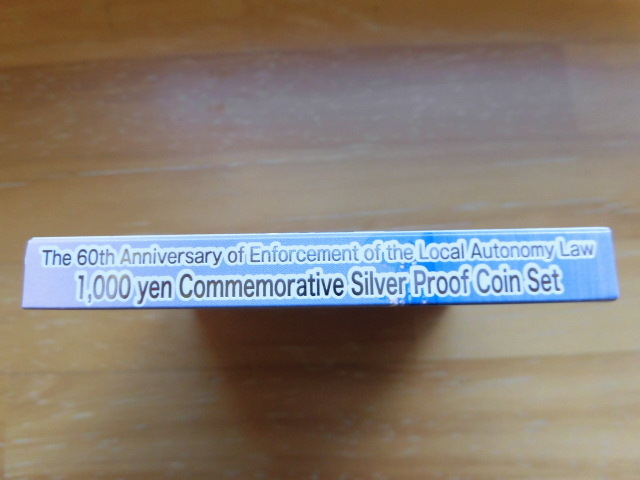 The 60th Anniversary of Enforcement of the Local Autonomy Law
1,000 yen Commemorative Silver Proof Coin Set